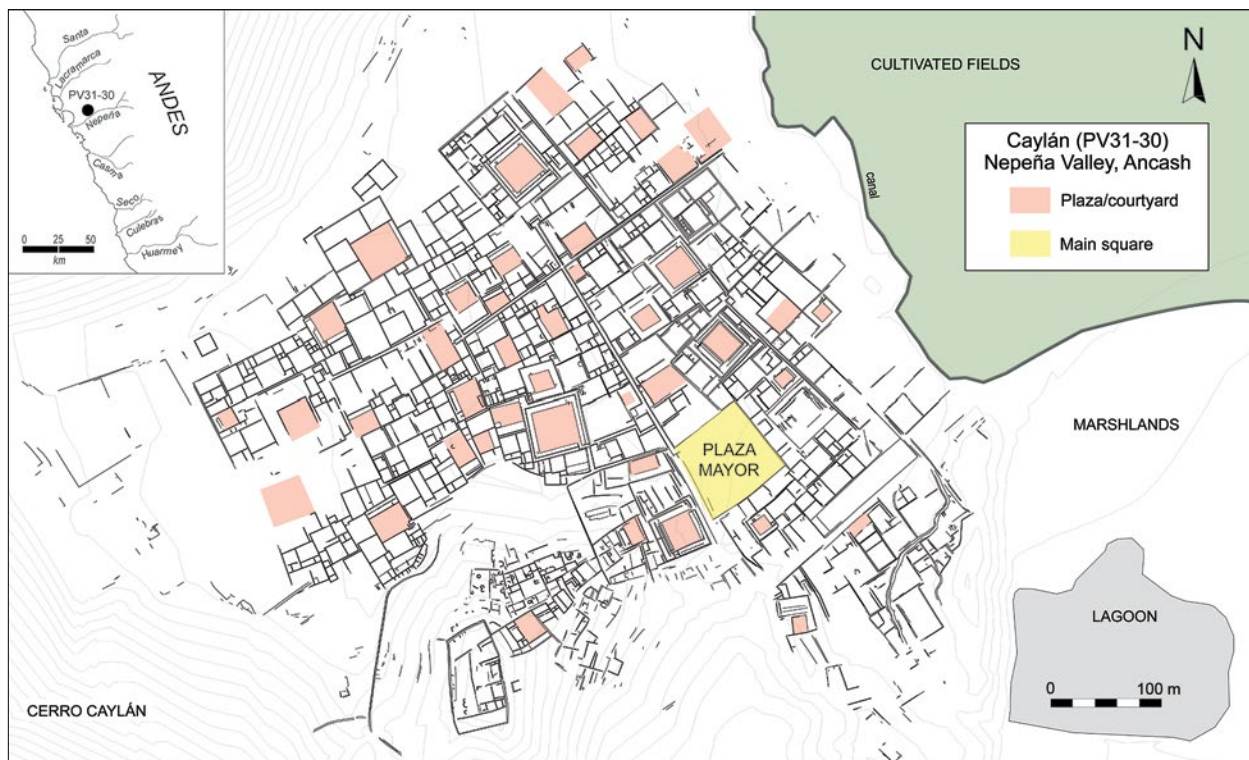 Santa
Lacramarca
PV31-30
Nepeña
ANDES
Casma
Seco
Culebras
Huarmey
0 25 50
km
CULTIVATED FIELDS
N
canal
Caylán (PV31-30)
Nepeña Valley, Ancash
Plaza/courtyard
Main square
PLAZA
MAYOR
MARSHLANDS
LAGOON
0 100 m
CERRO CAYLÁN